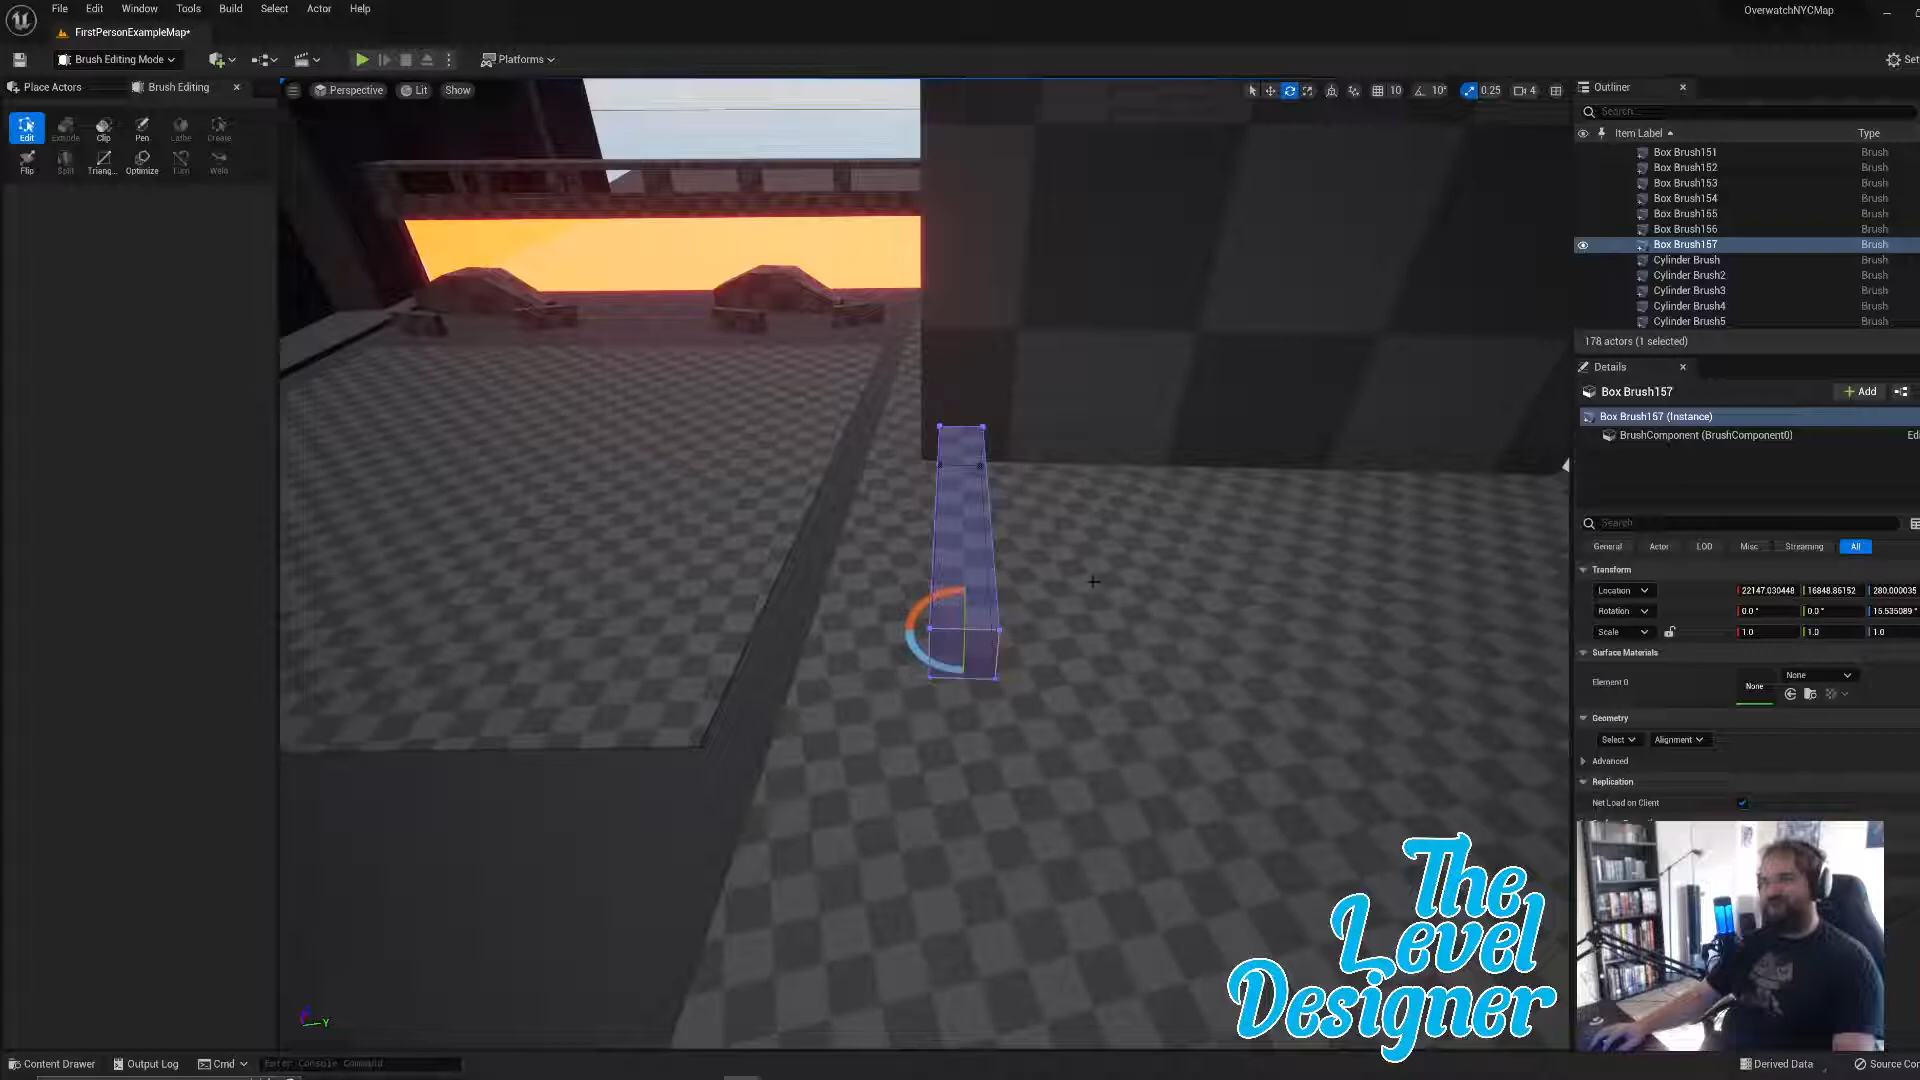 File Edit Window Tools Build Select Actor Help
OverwatchNYCMap
FirstPersonExampleMap*
Brush Editing Mode
Platforms
Place Actors
Brush Editing
Perspective
Lit
Show
10
10°
0.25
4
Edit
Extrude
Clip
Pen
Lathe
Create
Flip
Split
Triang...
Optimize
Turn
Weld
Outliner
Search...
Item Label
Type
Box Brush151 Brush
Box Brush152 Brush
Box Brush153 Brush
Box Brush154 Brush
Box Brush155 Brush
Box Brush156 Brush
Box Brush157 Brush
Cylinder Brush Brush
Cylinder Brush2 Brush
Cylinder Brush3 Brush
Cylinder Brush4 Brush
Cylinder Brush5 Brush
178 actors (1 selected)
Details
Box Brush157
Add
Box Brush157 (Instance)
BrushComponent (BrushComponent0)
Search
General Actor LOD Misc Streaming All
Transform
Location 22147.030448 16848.86152 280.000035
Rotation 0.0° 0.0° 15.535089°
Scale 1.0 1.0 1.0
Surface Materials
Element 0
None
None
Geometry
Select
Alignment
Advanced
Replication
Net Load on Client
The
Level
Designer
Y
Content Drawer
Output Log
Cmd
Enter Console Command
Derived Data